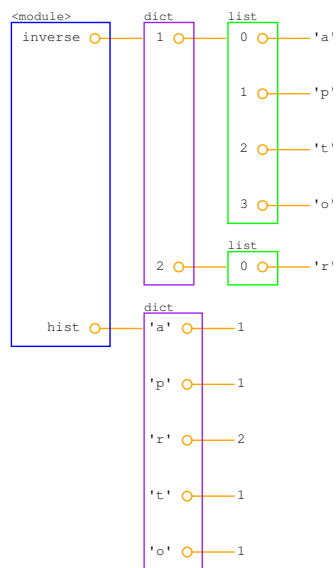 <module> dict list
inverse 1 0 'a'
1 'p'
2 't'
3 'o'
list
2 0 'r'
dict
hist 'a' 1
'p' 1
'r' 2
't' 1
'o' 1